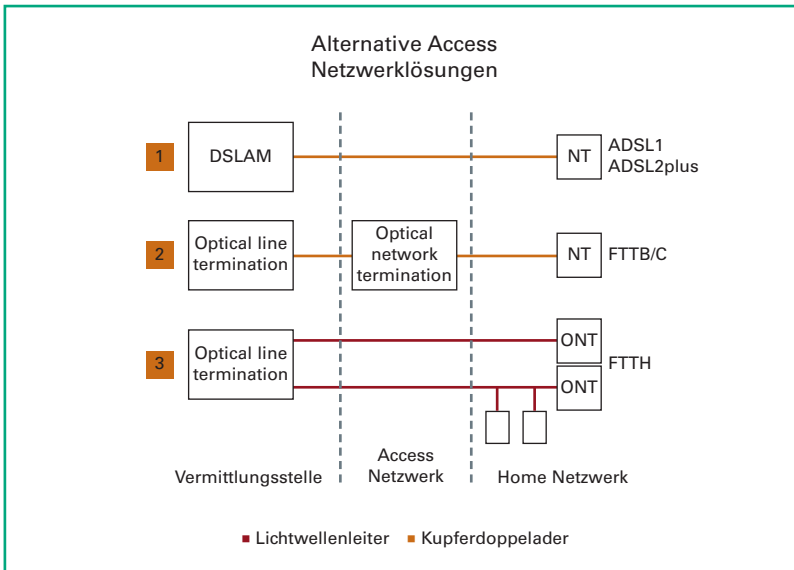 Alternative Access
Netzwerklösungen
1
DSLAM
NT
ADSL1
ADSL2plus
2
Optical line
termination
Optical
network
termination
NT
FTTB/C
3
Optical line
termination
ONT
ONT
FTTH
Vermittlungsstelle
Access
Netzwerk
Home Netzwerk
Lichtwellenleiter
Kupferdoppelader